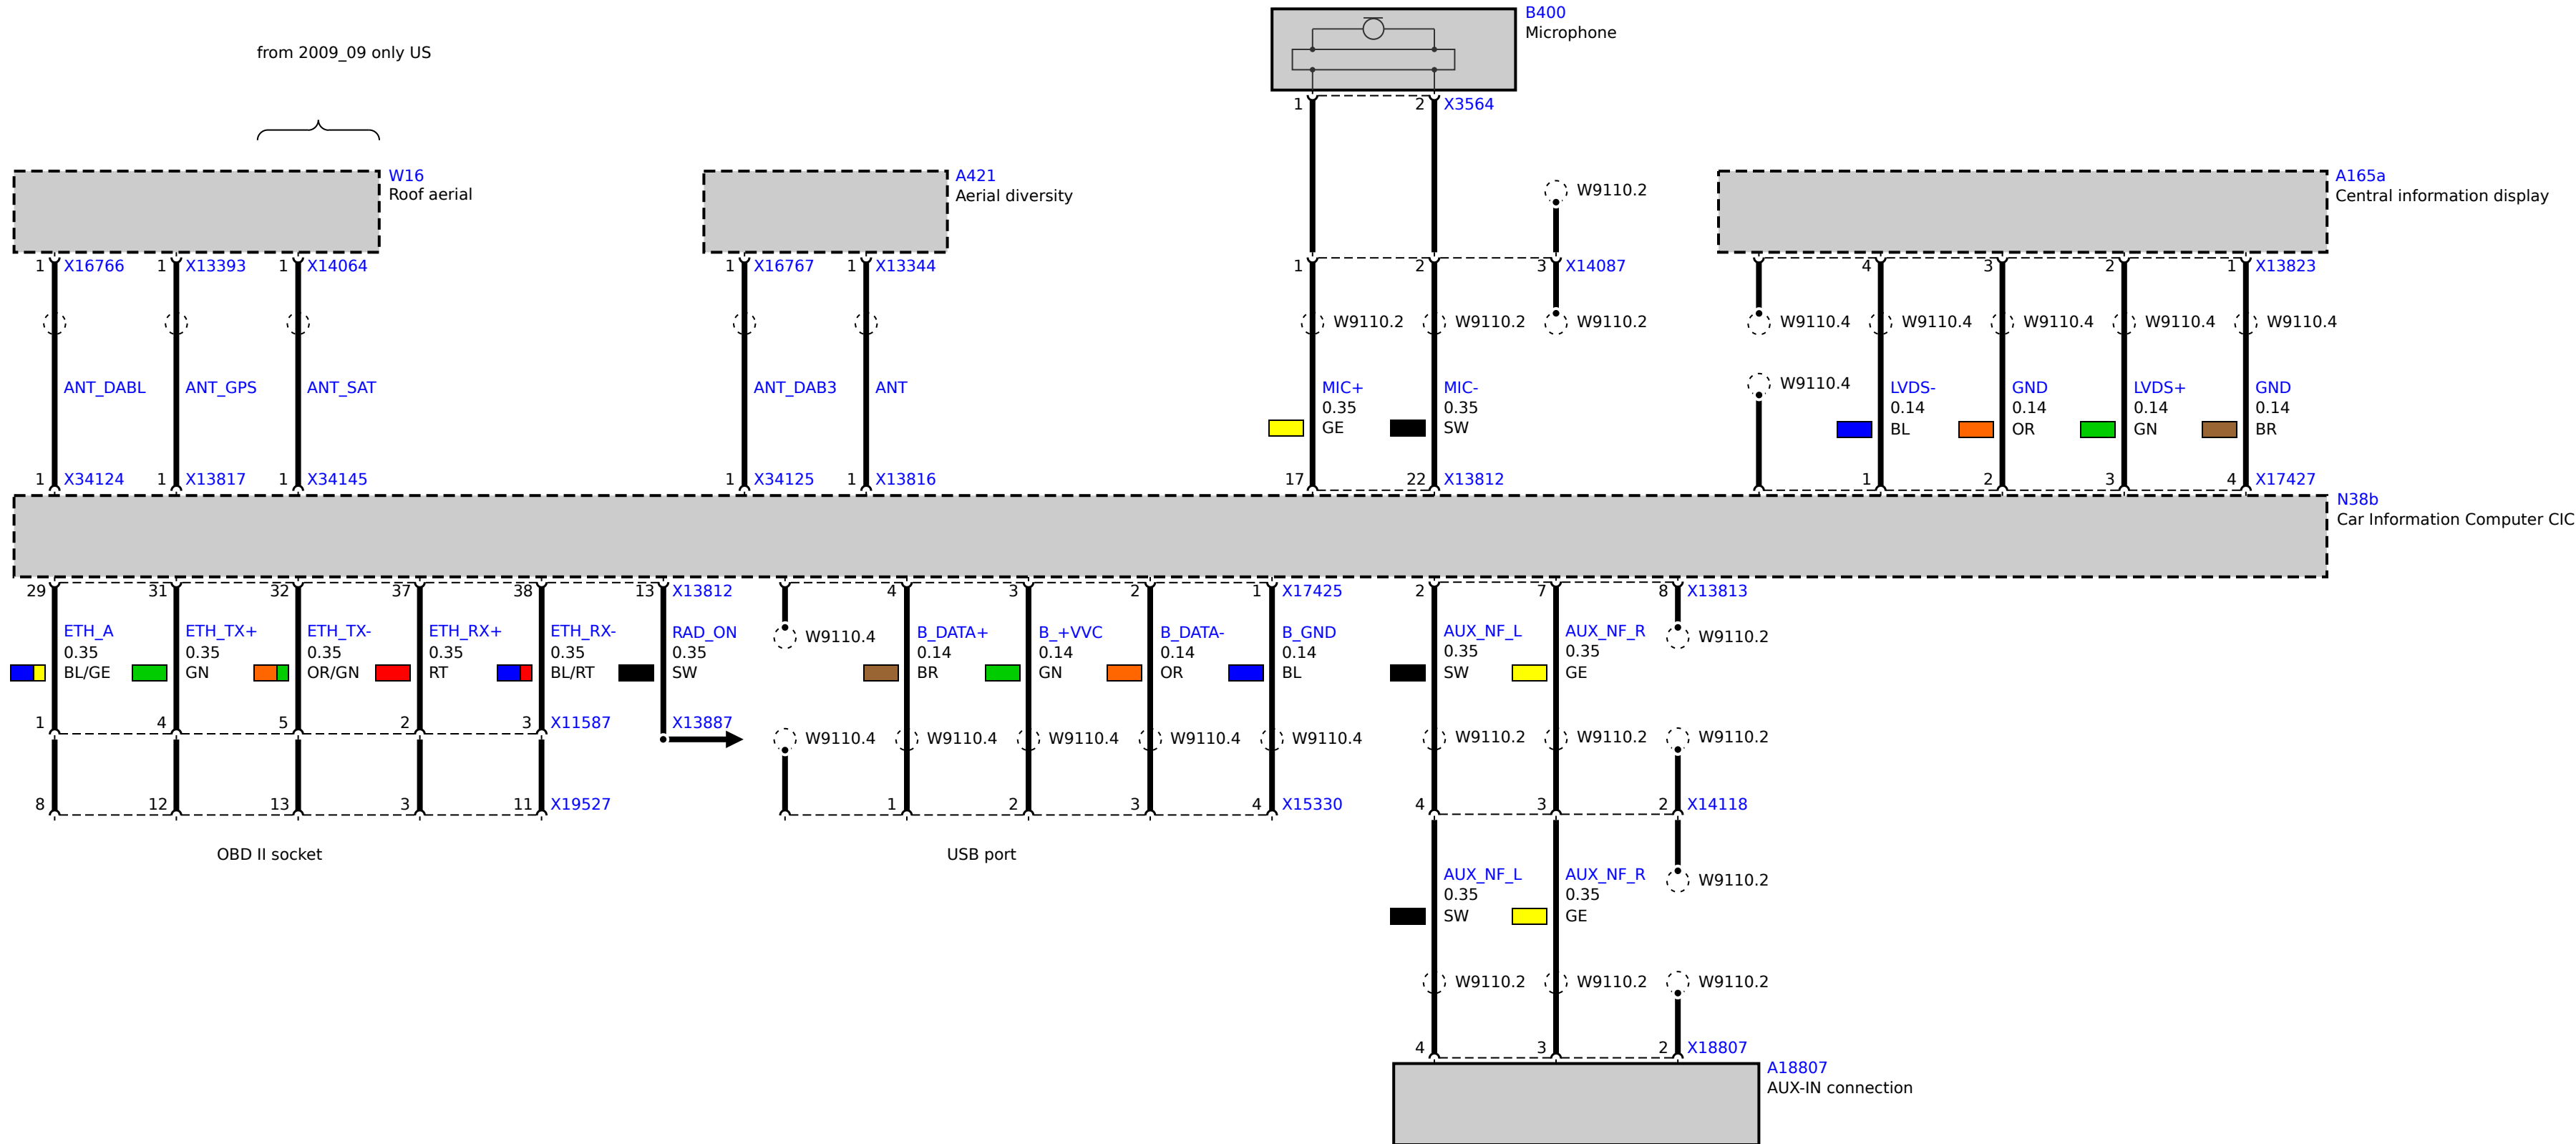 B400
Microphone
from 2009_09 only US
1 2 X3564
W16
Roof aerial
A421
Aerial diversity
W9110.2
A165a
Central information display
1 X16766 1 X13393 1 X14064 1 X16767 1 X13344 1 2 3 X14087 4 3 2 1 X13823
W9110.2 W9110.2 W9110.2 W9110.4 W9110.4 W9110.4 W9110.4 W9110.4
W9110.4
ANT_DABL ANT_GPS ANT_SAT ANT_DAB3 ANT MIC+ MIC- LVDS- GND LVDS+ GND
0.35 0.35 0.14 0.14 0.14 0.14
GE SW BL OR GN BR
1 X34124 1 X13817 1 X34145 1 X34125 1 X13816 17 22 X13812 1 2 3 4 X17427
N38b
Car Information Computer CIC
29 31 32 37 38 13 X13812 4 3 2 1 X17425 2 7 8 X13813
ETH_A ETH_TX+ ETH_TX- ETH_RX+ ETH_RX- RAD_ON W9110.4 B_DATA+ B_+VVC B_DATA- B_GND AUX_NF_L AUX_NF_R W9110.2
0.35 0.35 0.35 0.35 0.35 0.35 0.14 0.14 0.14 0.14 0.35 0.35
BL/GE GN OR/GN RT BL/RT SW BR GN OR BL SW GE
1 4 5 2 3 X11587 X13887
W9110.4 W9110.4 W9110.4 W9110.4 W9110.4 W9110.2 W9110.2 W9110.2
8 12 13 3 11 X19527 1 2 3 4 X15330 4 3 2 X14118
OBD II socket USB port
AUX_NF_L AUX_NF_R W9110.2
0.35 0.35
SW GE
W9110.2 W9110.2 W9110.2
4 3 2 X18807
A18807
AUX-IN connection